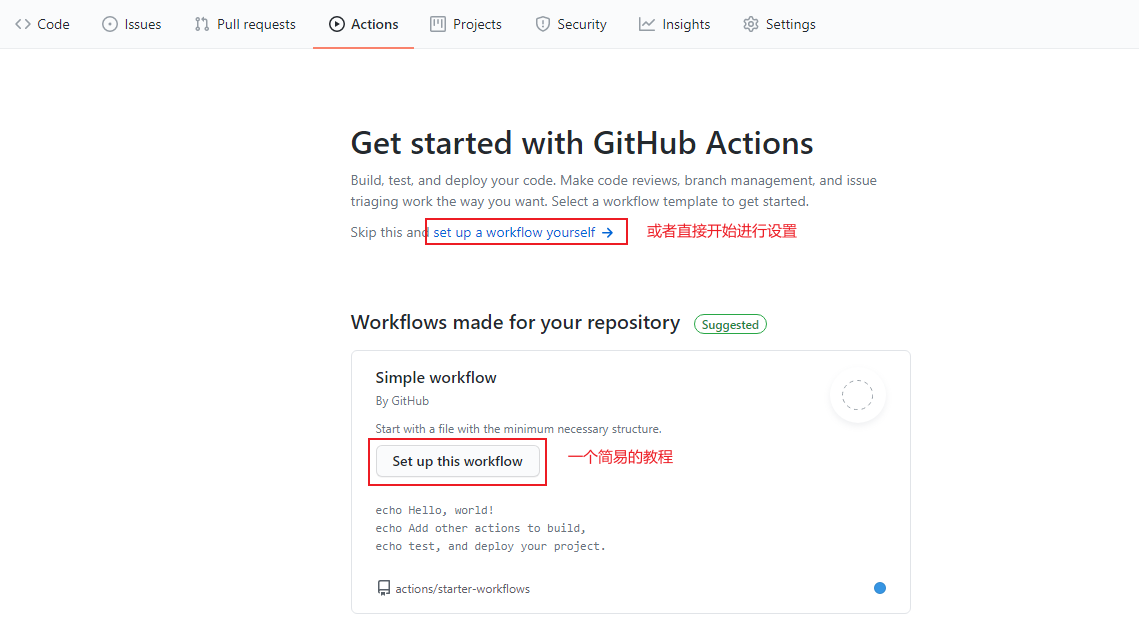 Code Issues Pull requests Actions Projects Security Insights Settings
Get started with GitHub Actions
Build, test, and deploy your code. Make code reviews, branch management, and issue
triaging work the way you want. Select a workflow template to get started.
Skip this and set up a workflow yourself → 或者直接开始进行设置
Workflows made for your repository Suggested
Simple workflow
By GitHub
Start with a file with the minimum necessary structure.
Set up this workflow 一个简易的教程
echo Hello, world!
echo Add other actions to build,
echo test, and deploy your project.
actions/starter-workflows